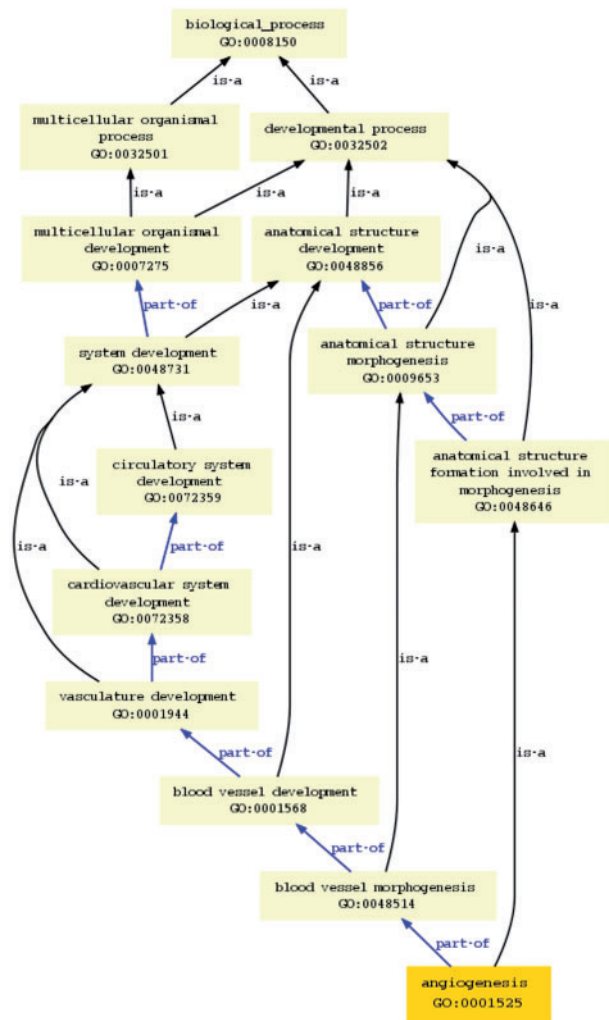 biological_process
GO:0008150
is-a
is-a
multicellular organismal
process
GO:0032501
developmental process
GO:0032502
is-a
is-a
is-a
multicellular organismal
development
GO:0007275
anatomical structure
development
GO:0048856
is-a
part-of
is-a
part-of
system development
GO:0048731
anatomical structure
morphogenesis
GO:0009653
is-a
part-of
circulatory system
development
GO:0072359
anatomical structure
formation involved in
morphogenesis
GO:0048646
is-a
is-a
part-of
is-a
cardiovascular system
development
GO:0072358
part-of
is-a
vasculature development
GO:0001944
part-of
is-a
blood vessel development
GO:0001568
part-of
blood vessel morphogenesis
GO:0048514
part-of
angiogenesis
GO:0001525